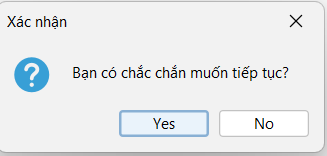 Xác nhận
Bạn có chắc chắn muốn tiếp tục?
Yes No